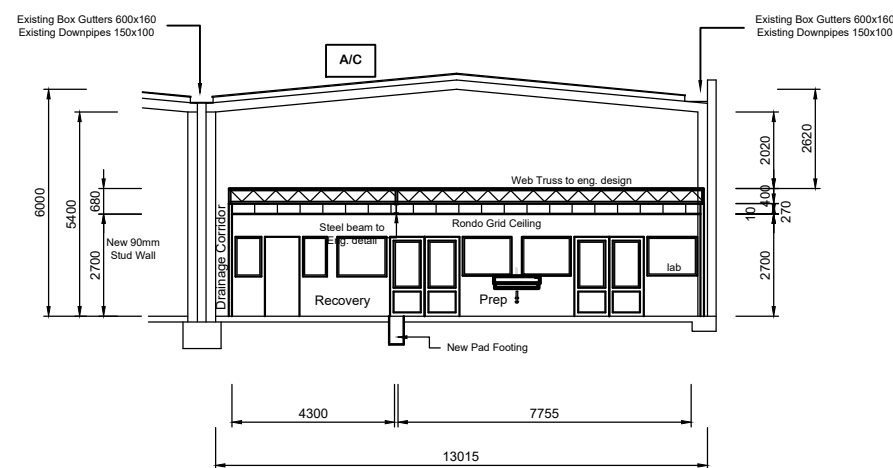 Existing Box Gutters 600x160
Existing Downpipes 150x100
Existing Box Gutters 600x160
Existing Downpipes 150x100
A/C
6000
5400
680
2700
New 90mm
Stud Wall
Drainage Corridor
Web Truss to eng. design
Steel beam to
Eng. detail
Rondo Grid Ceiling
Recovery
Prep
lab
New Pad Footing
2620
2020
400
10
270
2700
4300
7755
13015